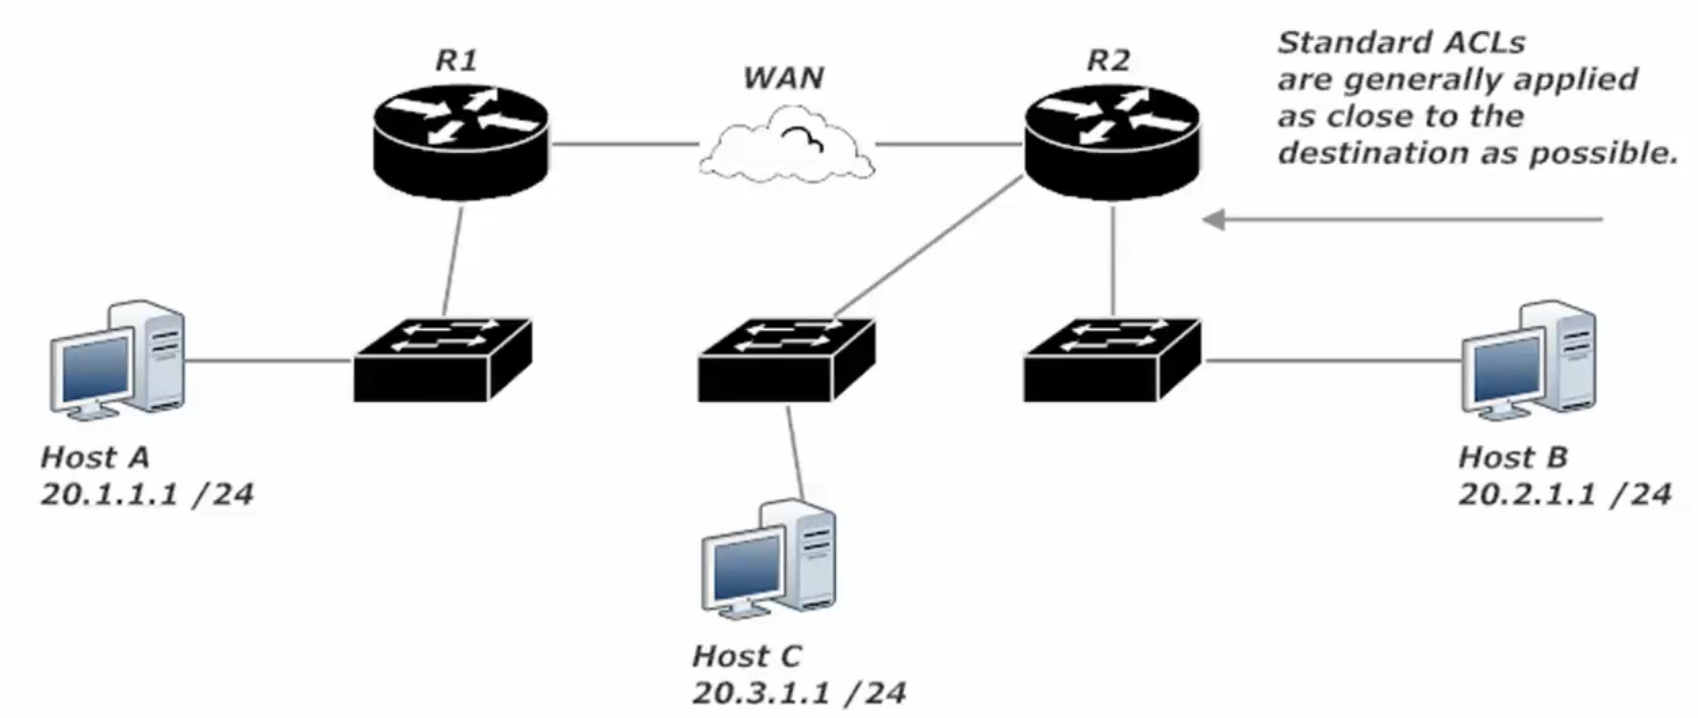 R1
WAN
R2
Standard ACLs
are generally applied
as close to the
destination as possible.
Host A
20.1.1.1 /24
Host B
20.2.1.1 /24
Host C
20.3.1.1 /24